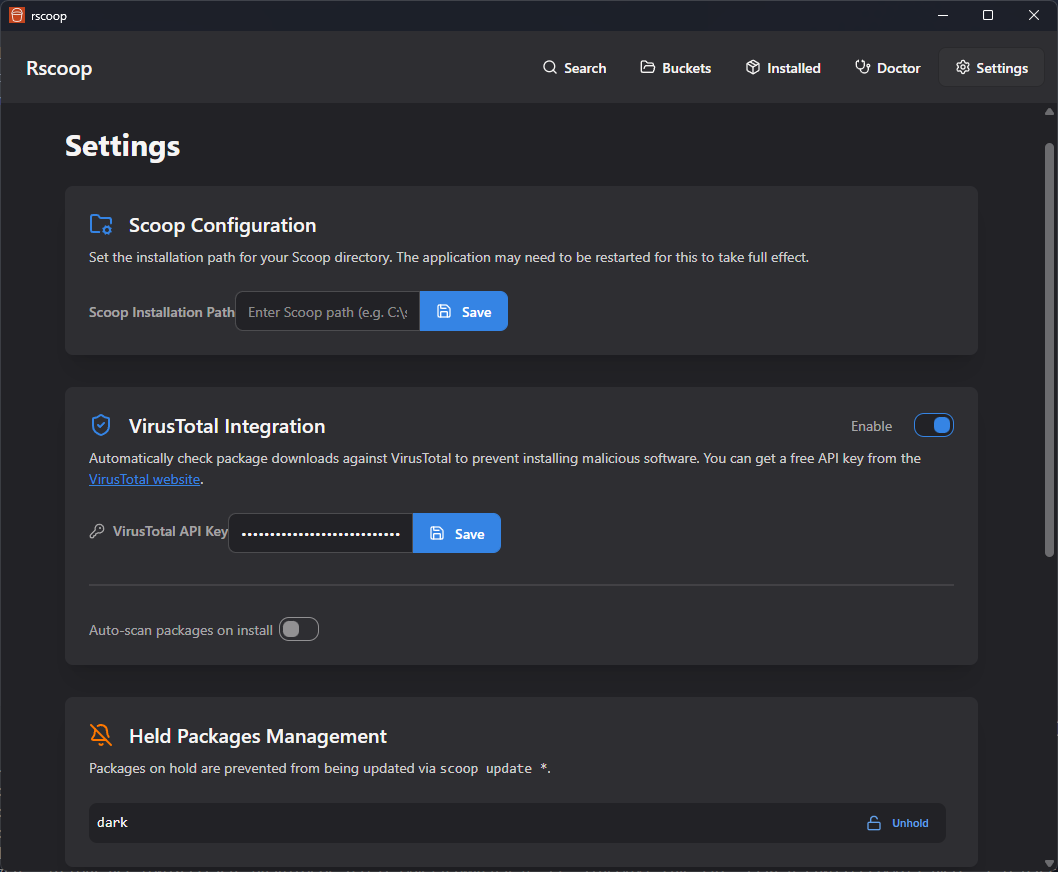 rscoop
Rscoop
Search
Buckets
Installed
Doctor
Settings
Settings
Scoop Configuration
Set the installation path for your Scoop directory. The application may need to be restarted for this to take full effect.
Scoop Installation Path
Enter Scoop path (e.g. C:\
Save
VirusTotal Integration
Enable
Automatically check package downloads against VirusTotal to prevent installing malicious software. You can get a free API key from the
VirusTotal website.
VirusTotal API Key
Save
Auto-scan packages on install
Held Packages Management
Packages on hold are prevented from being updated via scoop update *.
dark
Unhold